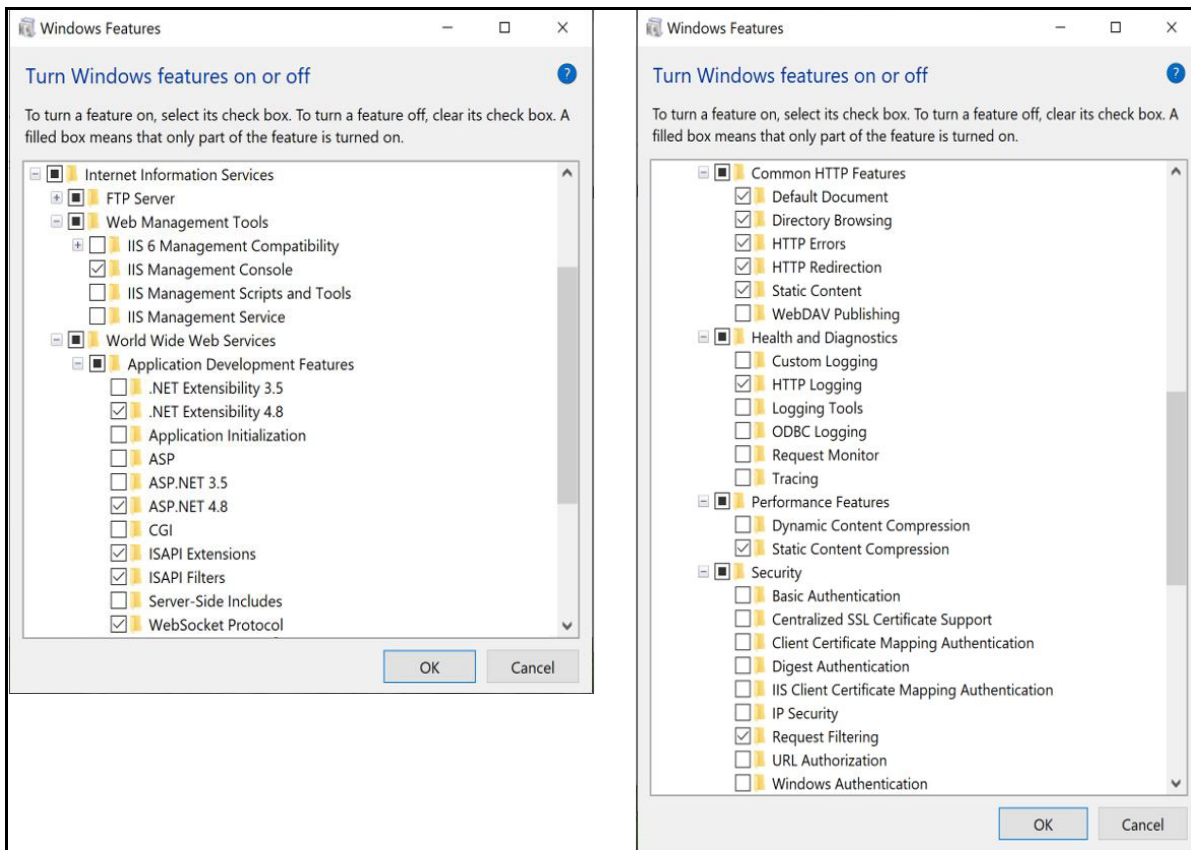 Windows Features
Turn Windows features on or off
To turn a feature on, select its check box. To turn a feature off, clear its check box. A
filled box means that only part of the feature is turned on.
Internet Information Services
FTP Server
Web Management Tools
IIS 6 Management Compatibility
IIS Management Console
IIS Management Scripts and Tools
IIS Management Service
World Wide Web Services
Application Development Features
.NET Extensibility 3.5
.NET Extensibility 4.8
Application Initialization
ASP
ASP.NET 3.5
ASP.NET 4.8
CGI
ISAPI Extensions
ISAPI Filters
Server-Side Includes
WebSocket Protocol
OK
Cancel
Windows Features
Turn Windows features on or off
To turn a feature on, select its check box. To turn a feature off, clear its check box. A
filled box means that only part of the feature is turned on.
Common HTTP Features
Default Document
Directory Browsing
HTTP Errors
HTTP Redirection
Static Content
WebDAV Publishing
Health and Diagnostics
Custom Logging
HTTP Logging
Logging Tools
ODBC Logging
Request Monitor
Tracing
Performance Features
Dynamic Content Compression
Static Content Compression
Security
Basic Authentication
Centralized SSL Certificate Support
Client Certificate Mapping Authentication
Digest Authentication
IIS Client Certificate Mapping Authentication
IP Security
Request Filtering
URL Authorization
Windows Authentication
OK
Cancel